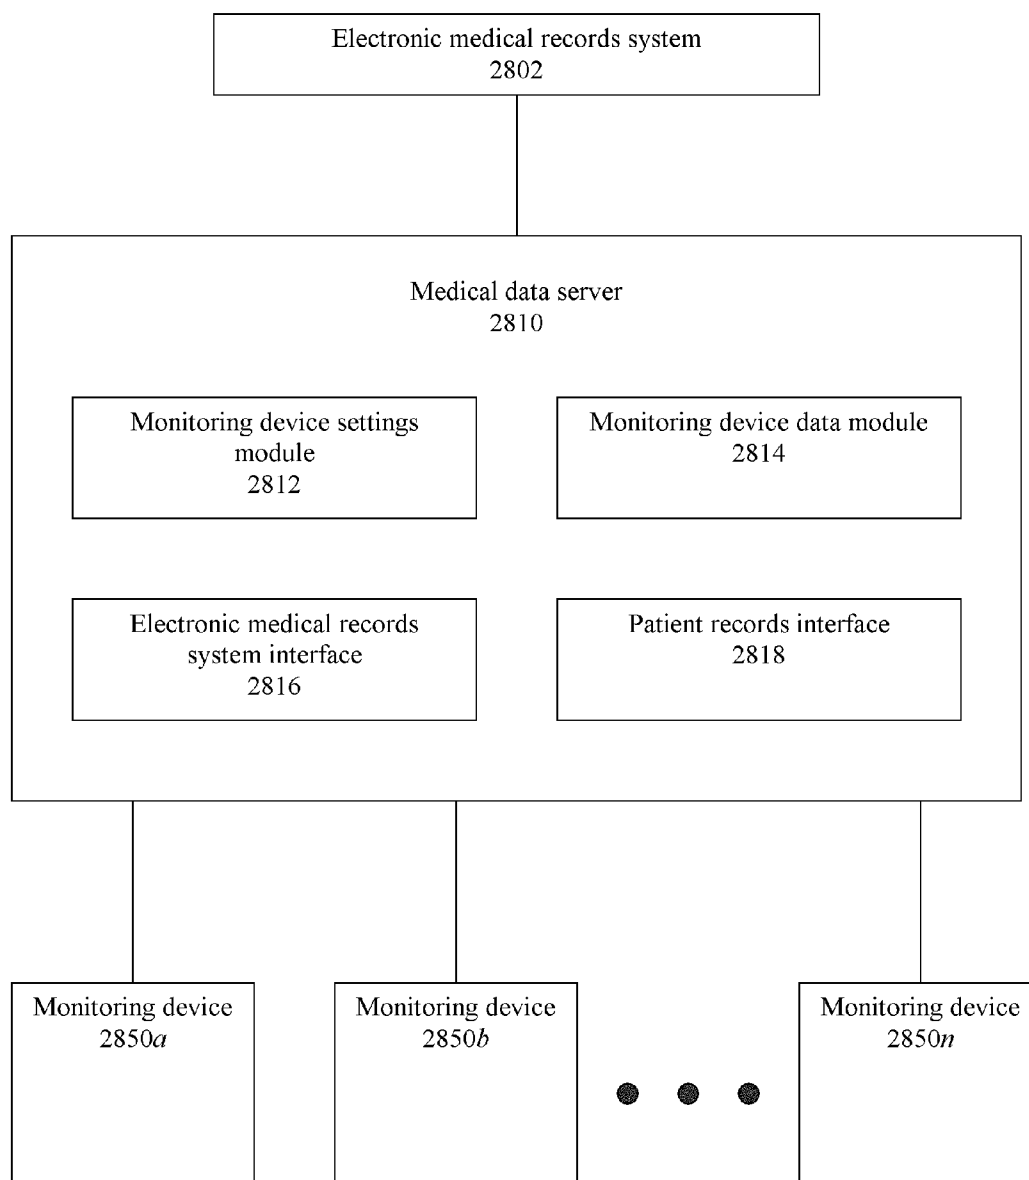 Electronic medical records system
2802
Medical data server
2810
Monitoring device settings
module
2812
Monitoring device data module
2814
Electronic medical records
system interface
2816
Patient records interface
2818
Monitoring device
2850a
Monitoring device
2850b
Monitoring device
2850n